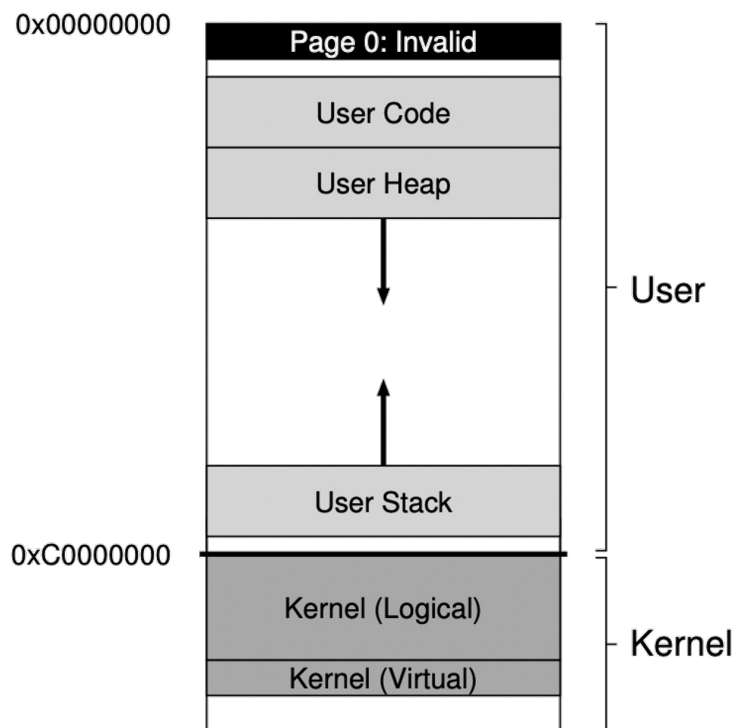 0x00000000
Page 0: Invalid
User Code
User Heap
User
User Stack
0xC0000000
Kernel (Logical)
Kernel
Kernel (Virtual)